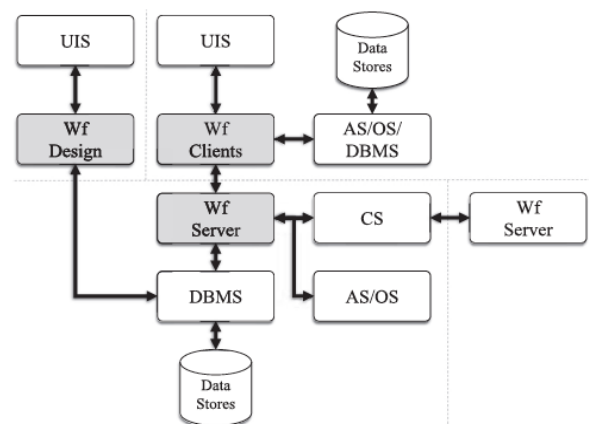 UIS
UIS
Data
Stores
Wf
Design
Wf
Clients
AS/OS/
DBMS
Wf
Server
CS
Wf
Server
DBMS
AS/OS
Data
Stores